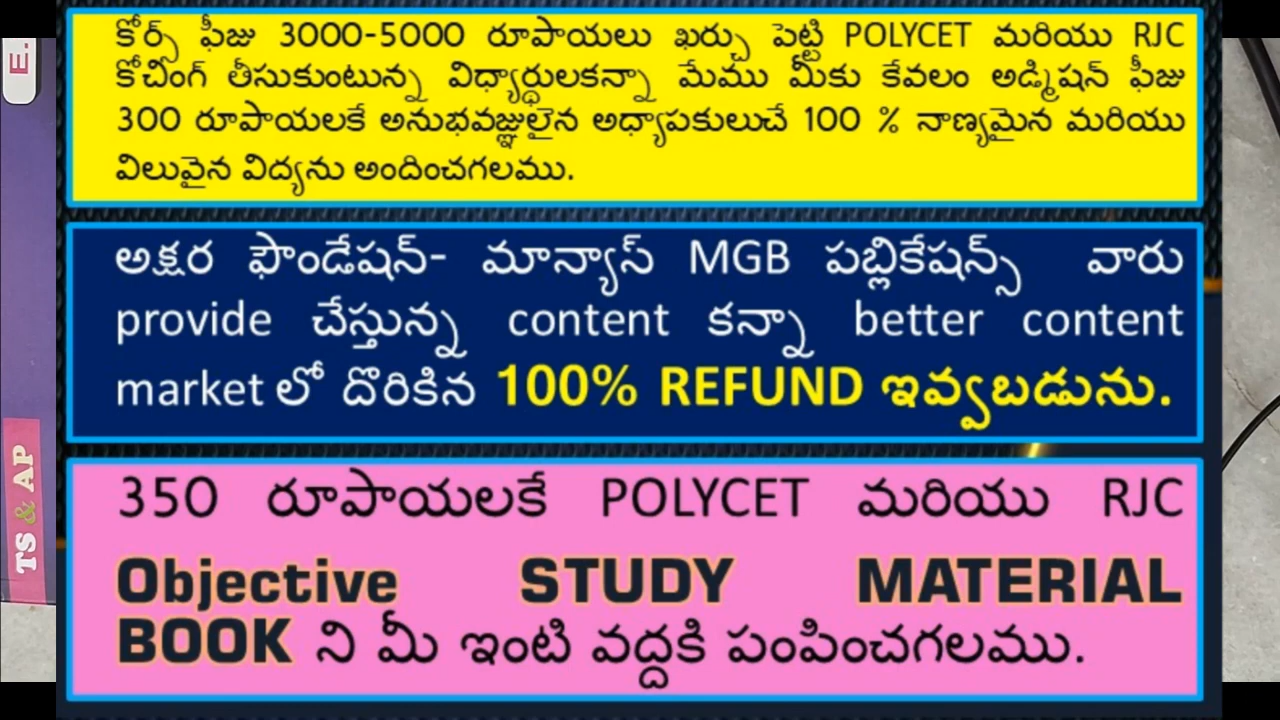 కోర్స్ ఫీజు 3000-5000 రూపాయలు ఖర్చు పెట్టి POLYCET మరియు RJC
కోచింగ్ తీసుకుంటున్న విధ్యార్థులకన్నా మేము మీకు కేవలం అడ్మిషన్ ఫీజు
300 రూపాయలకే అనుభవజ్ఞులైన అధ్యాపకులుచే 100 % నాణ్యమైన మరియు
విలువైన విద్యను అందించగలము.
అక్షర ఫౌండేషన్- మాన్యాస్ MGB పబ్లికేషన్స్ వారు
provide చేస్తున్న content కన్నా better content
market లో దొరికిన 100% REFUND ఇవ్వబడును.
350 రూపాయలకే POLYCET మరియు RJC
Objective STUDY MATERIAL
BOOK ని మీ ఇంటి వద్దకి పంపించగలము.
E.
TS & AP